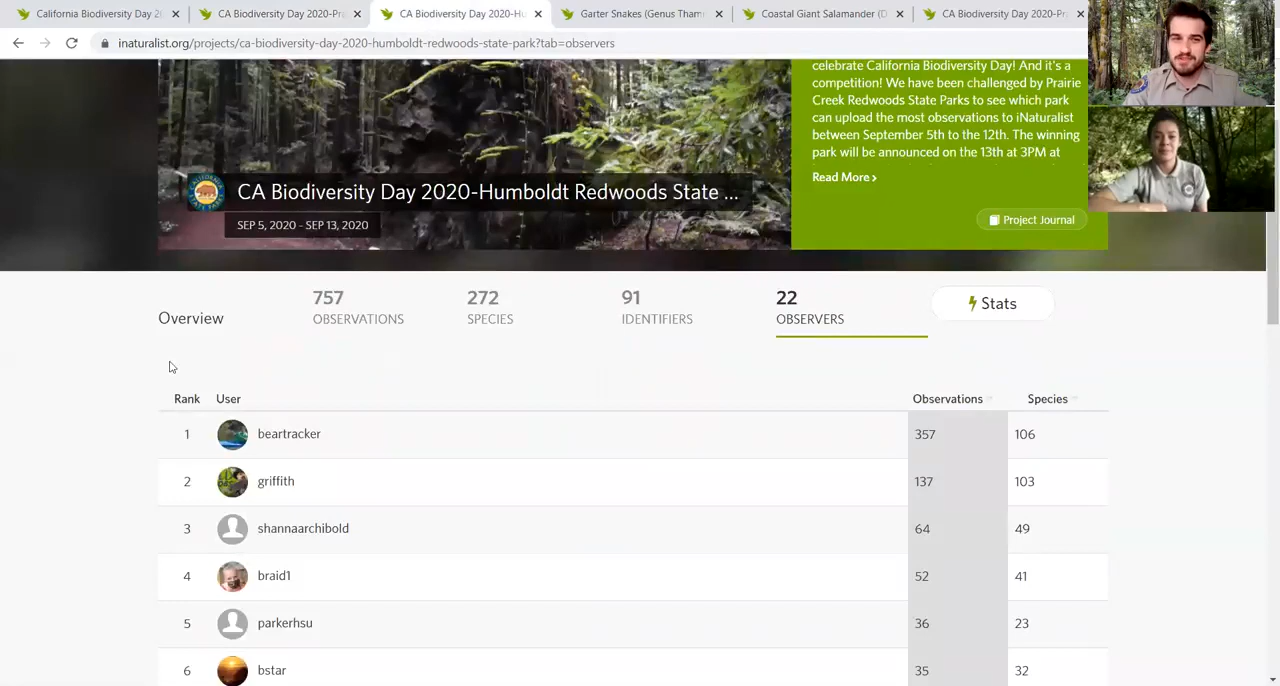 California Biodiversity Day 2
CA Biodiversity Day 2020-Pra
CA Biodiversity Day 2020-Hu
Garter Snakes (Genus Tham
Coastal Giant Salamander (D
CA Biodiversity Day 2020-Pr
inaturalist.org/projects/ca-biodiversity-day-2020-humboldt-redwoods-state-park?tab=observers
celebrate California Biodiversity Day! And it's a
competition! We have been challenged by Prairie
Creek Redwoods State Parks to see which park
can upload the most observations to iNaturalist
between September 5th to the 12th. The winning
park will be announced on the 13th at 3PM at
Read More ›
Project Journal
CA Biodiversity Day 2020-Humboldt Redwoods State ...
SEP 5, 2020 - SEP 13, 2020
Overview
757
OBSERVATIONS
272
SPECIES
91
IDENTIFIERS
22
OBSERVERS
Stats
Rank User Observations Species
1 beartracker 357 106
2 griffith 137 103
3 shannaarchibold 64 49
4 braid1 52 41
5 parkerhsu 36 23
6 bstar 35 32